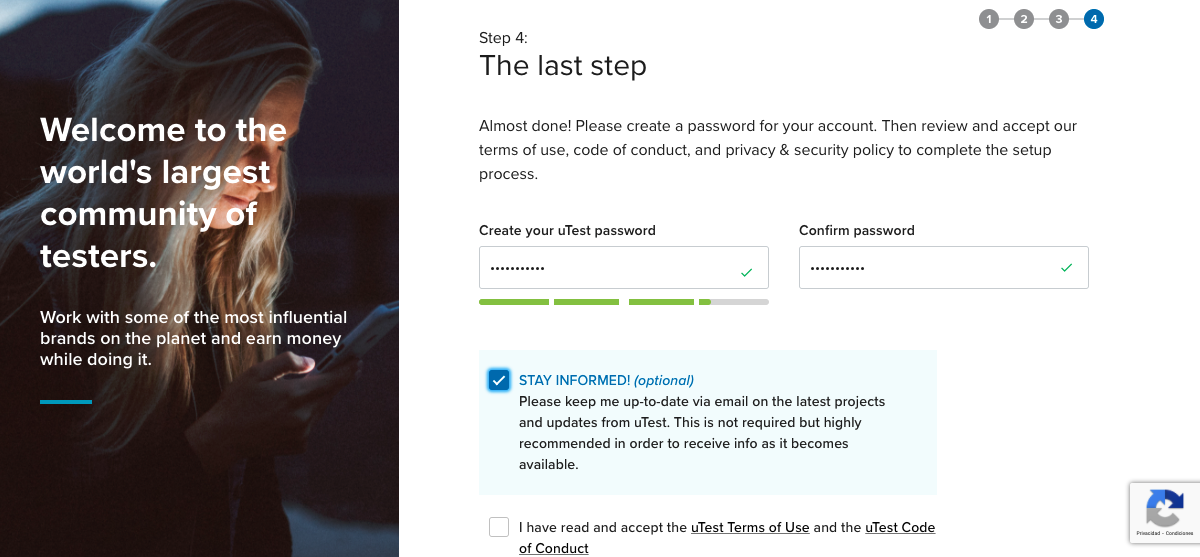 Welcome to the
world's largest
community of
testers.
Work with some of the most influential
brands on the planet and earn money
while doing it.
1 2 3 4
Step 4:
The last step
Almost done! Please create a password for your account. Then review and accept our
terms of use, code of conduct, and privacy & security policy to complete the setup
process.
Create your uTest password
Confirm password
•••••••••••
•••••••••••
STAY INFORMED! (optional)
Please keep me up-to-date via email on the latest projects
and updates from uTest. This is not required but highly
recommended in order to receive info as it becomes
available.
I have read and accept the uTest Terms of Use and the uTest Code
of Conduct
Privacidad - Condiciones